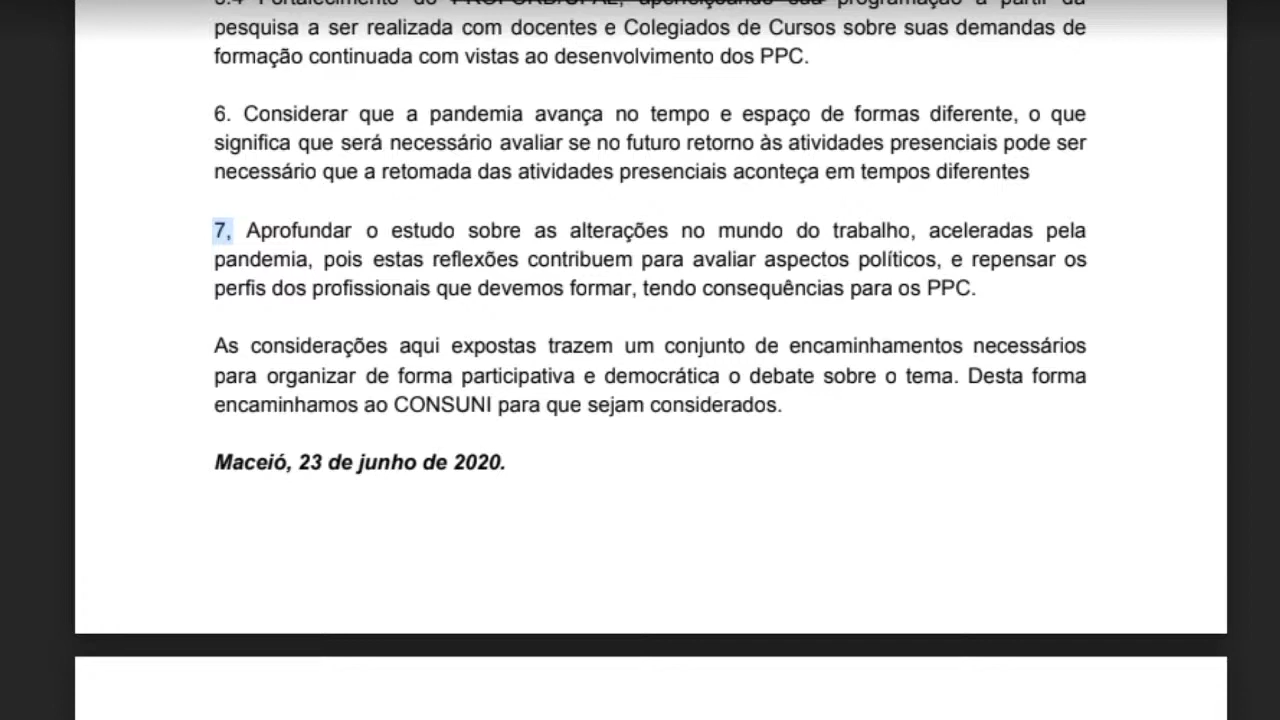 programação a partir da
pesquisa a ser realizada com docentes e Colegiados de Cursos sobre suas demandas de
formação continuada com vistas ao desenvolvimento dos PPC.
6. Considerar que a pandemia avança no tempo e espaço de formas diferente, o que
significa que será necessário avaliar se no futuro retorno às atividades presenciais pode ser
necessário que a retomada das atividades presenciais aconteça em tempos diferentes
7, Aprofundar o estudo sobre as alterações no mundo do trabalho, aceleradas pela
pandemia, pois estas reflexões contribuem para avaliar aspectos políticos, e repensar os
perfis dos profissionais que devemos formar, tendo consequências para os PPC.
As considerações aqui expostas trazem um conjunto de encaminhamentos necessários
para organizar de forma participativa e democrática o debate sobre o tema. Desta forma
encaminhamos ao CONSUNI para que sejam considerados.
Maceió, 23 de junho de 2020.